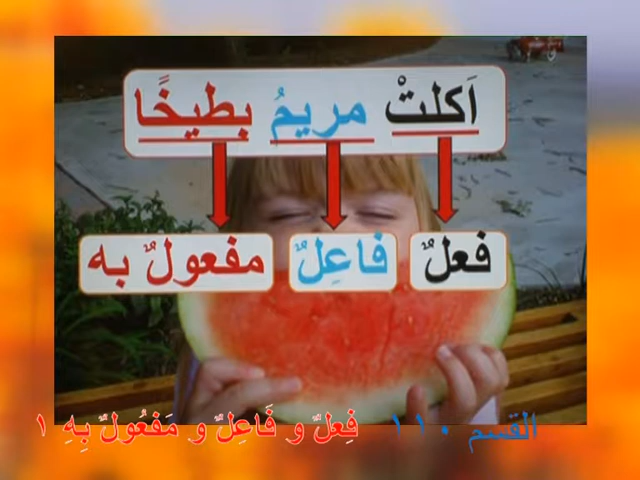 اَكلتْ مريمُ بطيخًا
فعلٌ فاعِلٌ مفعولٌ به
القسم ١١٠ فِعلٌ و فَاعِلٌ و مَفعُولٌ بِهِ ١